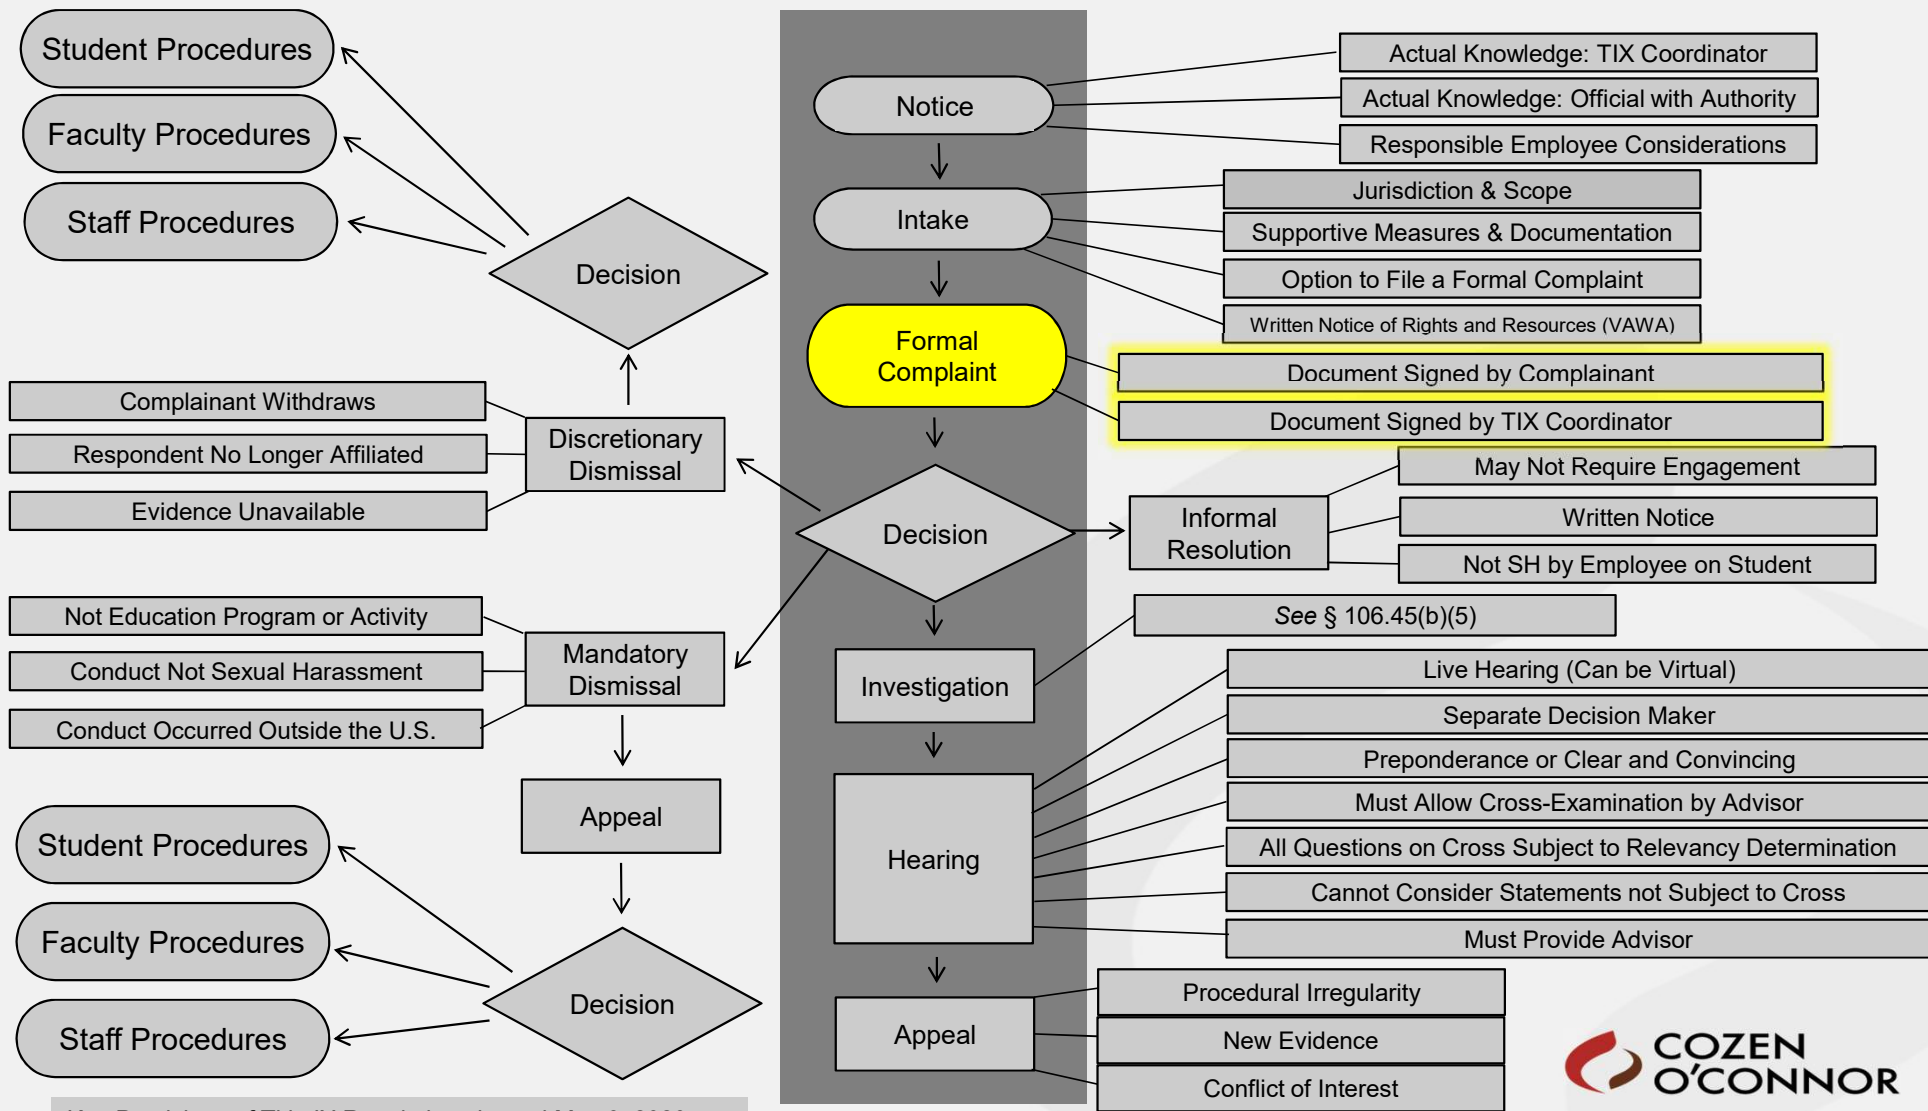 Student Procedures
Faculty Procedures
Staff Procedures
Decision
Complainant Withdraws
Respondent No Longer Affiliated
Evidence Unavailable
Discretionary
Dismissal
Not Education Program or Activity
Conduct Not Sexual Harassment
Conduct Occurred Outside the U.S.
Mandatory
Dismissal
Appeal
Student Procedures
Faculty Procedures
Staff Procedures
Decision
Notice
Actual Knowledge: TIX Coordinator
Actual Knowledge: Official with Authority
Responsible Employee Considerations
Intake
Jurisdiction & Scope
Supportive Measures & Documentation
Option to File a Formal Complaint
Written Notice of Rights and Resources (VAWA)
Formal
Complaint
Document Signed by Complainant
Document Signed by TIX Coordinator
Decision
Informal
Resolution
May Not Require Engagement
Written Notice
Not SH by Employee on Student
Investigation
See § 106.45(b)(5)
Hearing
Live Hearing (Can be Virtual)
Separate Decision Maker
Preponderance or Clear and Convincing
Must Allow Cross-Examination by Advisor
All Questions on Cross Subject to Relevancy Determination
Cannot Consider Statements not Subject to Cross
Must Provide Advisor
Appeal
Procedural Irregularity
New Evidence
Conflict of Interest
COZEN
O'CONNOR